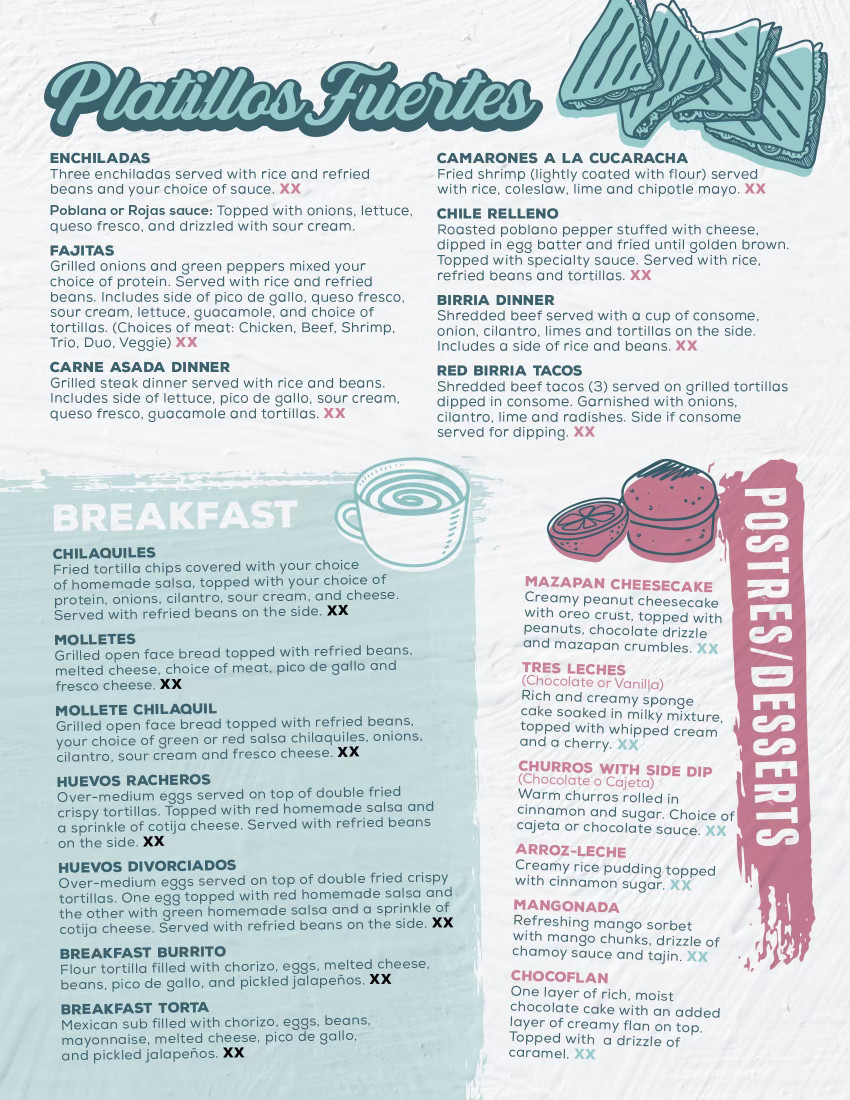 Platillos Fuertes
ENCHILADAS
Three enchiladas served with rice and refried
beans and your choice of sauce. XX
Poblana or Rojas sauce: Topped with onions, lettuce,
queso fresco, and drizzled with sour cream.
FAJITAS
Grilled onions and green peppers mixed your
choice of protein. Served with rice and refried
beans. Includes side of pico de gallo, queso fresco,
sour cream, lettuce, guacamole, and choice of
tortillas. (Choices of meat: Chicken, Beef, Shrimp,
Trio, Duo, Veggie) XX
CARNE ASADA DINNER
Grilled steak dinner served with rice and beans.
Includes side of lettuce, pico de gallo, sour cream,
queso fresco, guacamole and tortillas. XX
CAMARONES A LA CUCARACHA
Fried shrimp (lightly coated with flour) served
with rice, coleslaw, lime and chipotle mayo. XX
CHILE RELLENO
Roasted poblano pepper stuffed with cheese,
dipped in egg batter and fried until golden brown.
Topped with specialty sauce. Served with rice,
refried beans and tortillas. XX
BIRRIA DINNER
Shredded beef served with a cup of consome,
onion, cilantro, limes and tortillas on the side.
Includes a side of rice and beans. XX
RED BIRRIA TACOS
Shredded beef tacos (3) served on grilled tortillas
dipped in consome. Garnished with onions,
cilantro, lime and radishes. Side if consome
served for dipping. XX
BREAKFAST
CHILAQUILES
Fried tortilla chips covered with your choice
of homemade salsa, topped with your choice of
protein, onions, cilantro, sour cream, and cheese.
Served with refried beans on the side. XX
MOLLETES
Grilled open face bread topped with refried beans,
melted cheese, choice of meat, pico de gallo and
fresco cheese. XX
MOLLETE CHILAQUIL
Grilled open face bread topped with refried beans,
your choice of green or red salsa chilaquiles, onions,
cilantro, sour cream and fresco cheese. XX
HUEVOS RACHEROS
Over-medium eggs served on top of double fried
crispy tortillas. Topped with red homemade salsa and
a sprinkle of cotija cheese. Served with refried beans
on the side. XX
HUEVOS DIVORCIADOS
Over-medium eggs served on top of double fried crispy
tortillas. One egg topped with red homemade salsa and
the other with green homemade salsa and a sprinkle of
cotija cheese. Served with refried beans on the side. XX
BREAKFAST BURRITO
Flour tortilla filled with chorizo, eggs, melted cheese,
beans, pico de gallo, and pickled jalapeños. XX
BREAKFAST TORTA
Mexican sub filled with chorizo, eggs, beans,
mayonnaise, melted cheese, pico de gallo,
and pickled jalapeños. XX
POSTRES/DESSERTS
MAZAPAN CHEESECAKE
Creamy peanut cheesecake
with oreo crust, topped with
peanuts, chocolate drizzle
and mazapan crumbles. XX
TRES LECHES
(Chocolate or Vanilla)
Rich and creamy sponge
cake soaked in milky mixture,
topped with whipped cream
and a cherry. XX
CHURROS WITH SIDE DIP
(Chocolate o Cajeta)
Warm churros rolled in
cinnamon and sugar. Choice of
cajeta or chocolate sauce. XX
ARROZ-LECHE
Creamy rice pudding topped
with cinnamon sugar. XX
MANGONADA
Refreshing mango sorbet
with mango chunks, drizzle of
chamoy sauce and tajin. XX
CHOCOFLAN
One layer of rich, moist
chocolate cake with an added
layer of creamy flan on top.
Topped with a drizzle of
caramel. XX